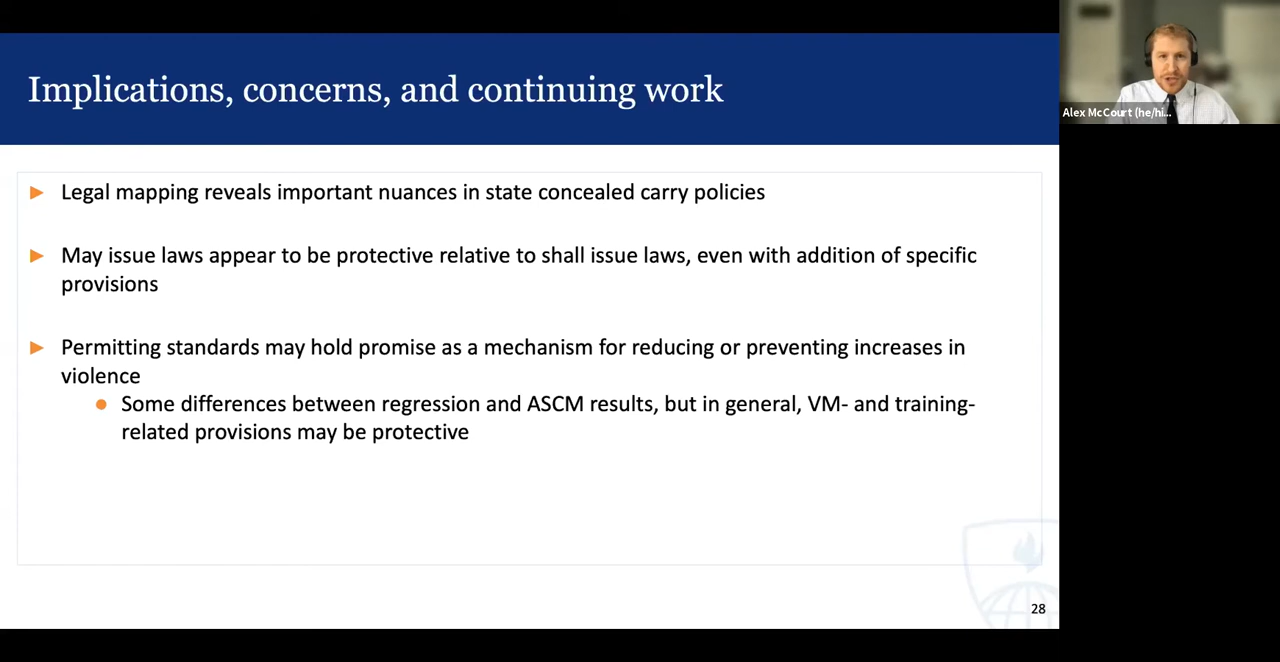 Implications, concerns, and continuing work
Alex McCourt (he/hi...
► Legal mapping reveals important nuances in state concealed carry policies
► May issue laws appear to be protective relative to shall issue laws, even with addition of specific
provisions
► Permitting standards may hold promise as a mechanism for reducing or preventing increases in
violence
● Some differences between regression and ASCM results, but in general, VM- and training-
related provisions may be protective
28